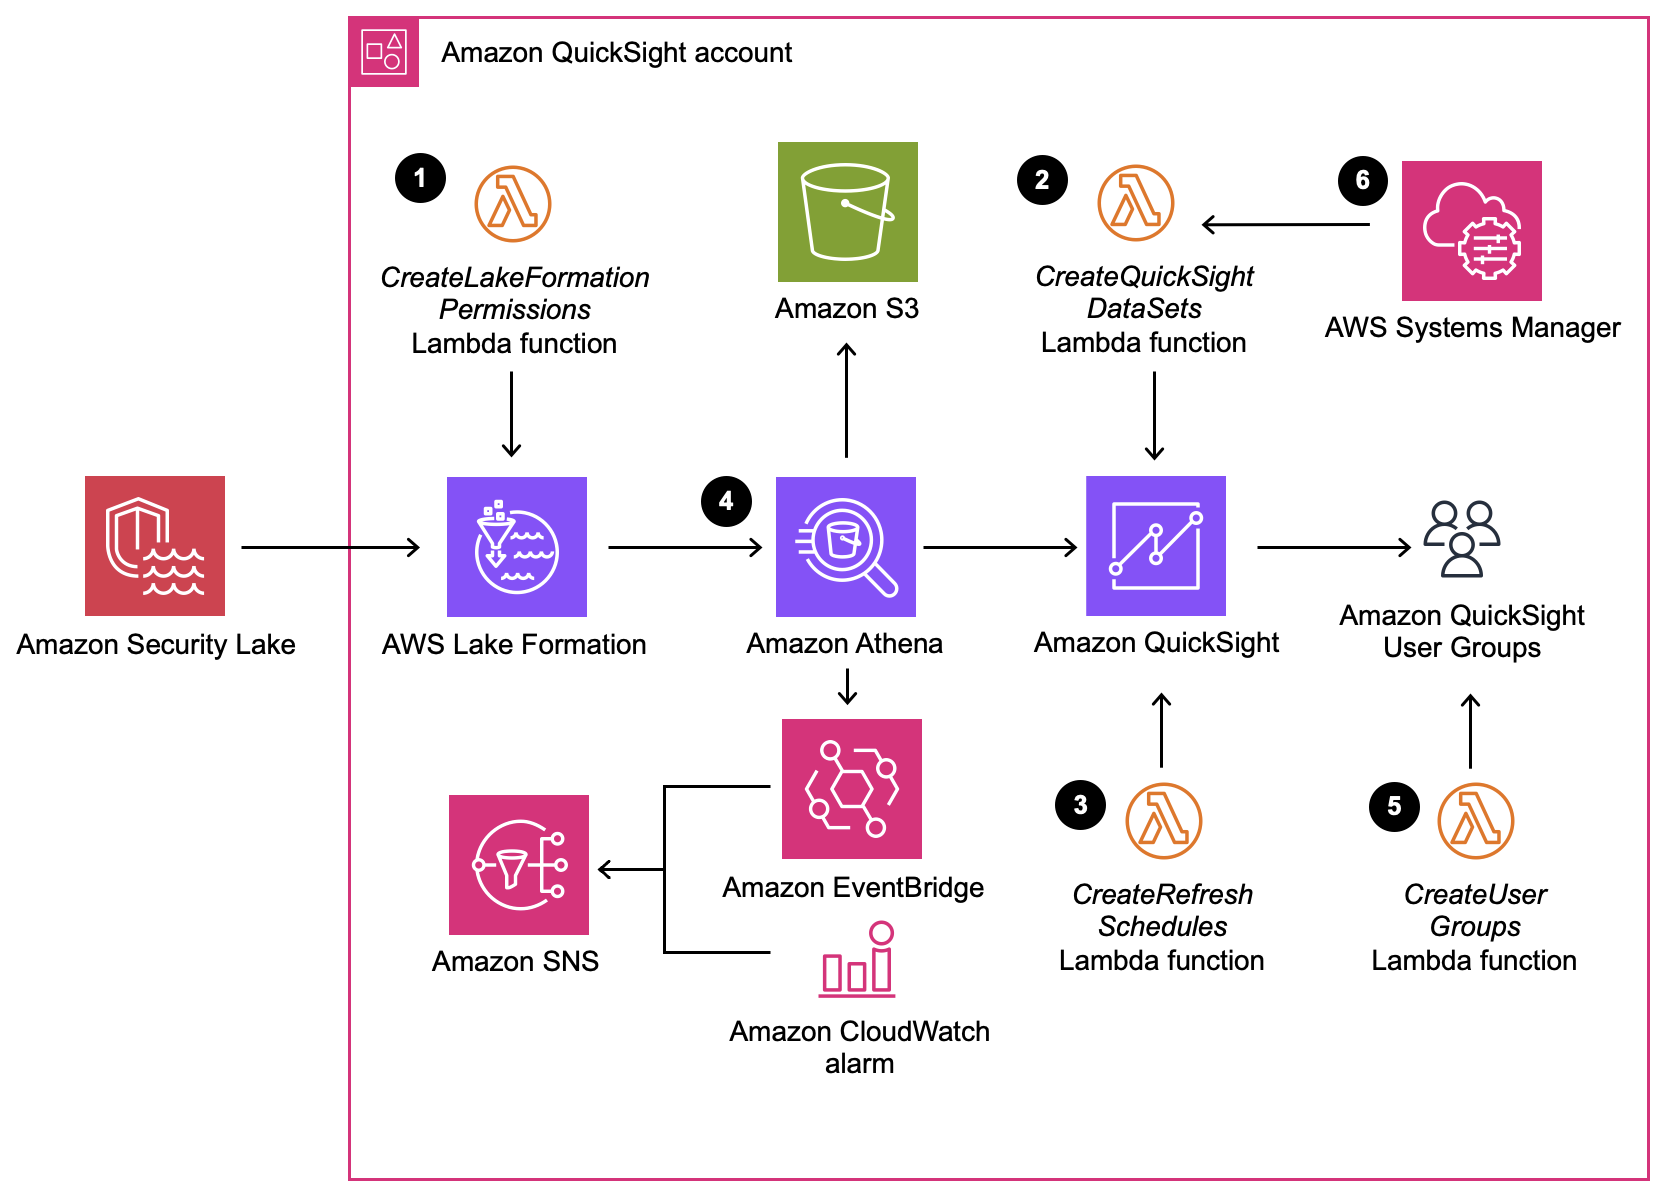 Amazon QuickSight account
1
CreateLakeFormation
Permissions
Lambda function
Amazon S3
2
CreateQuickSight
DataSets
Lambda function
6
AWS Systems Manager
Amazon Security Lake
AWS Lake Formation
4
Amazon Athena
Amazon QuickSight
Amazon QuickSight
User Groups
Amazon SNS
Amazon EventBridge
Amazon CloudWatch
alarm
3
CreateRefresh
Schedules
Lambda function
5
CreateUser
Groups
Lambda function